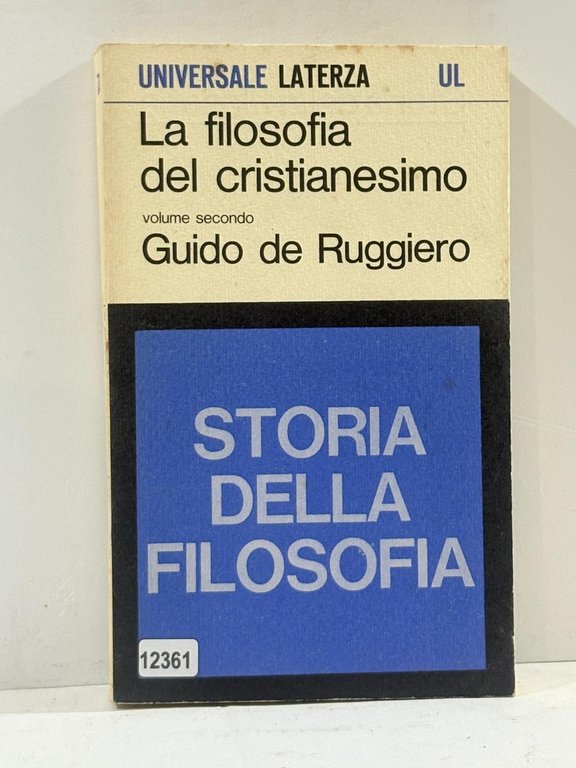 UNIVERSALE LATERZA UL
La filosofia
del cristianesimo
volume secondo
Guido de Ruggiero
STORIA
DELLA
FILOSOFIA
12361